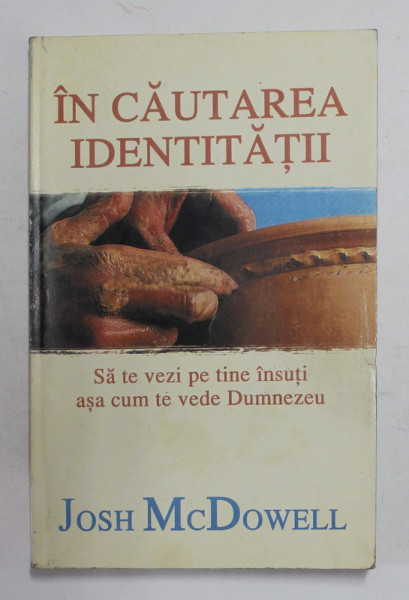 ÎN CĂUTAREA
IDENTITĂȚII
Să te vezi pe tine însuți
așa cum te vede Dumnezeu
JOSH MCDOWELL